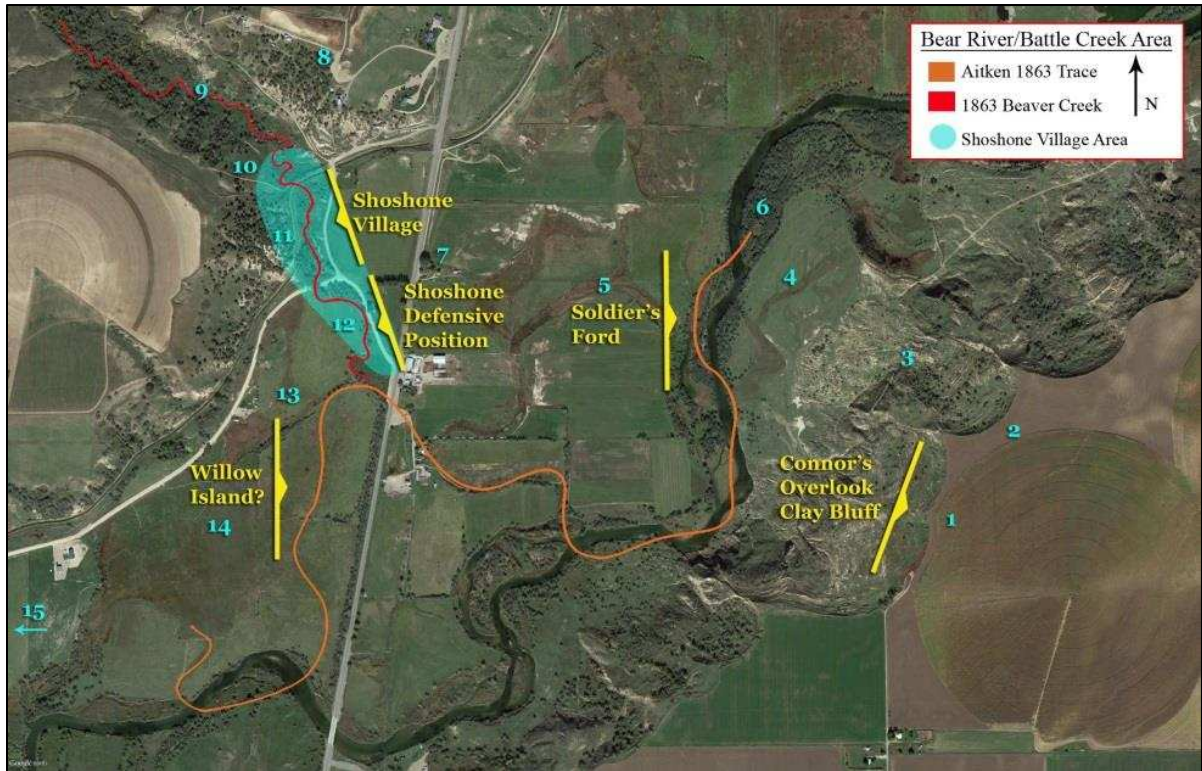 Bear River/Battle Creek Area
Aitken 1863 Trace
1863 Beaver Creek
Shoshone Village Area
N
8
9
10
Shoshone
Village
6
11
7
4
5
Shoshone
Defensive
Position
Soldier's
Ford
12
3
13
2
Willow
Island?
Connor's
Overlook
Clay Bluff
14
1
15
Google earth